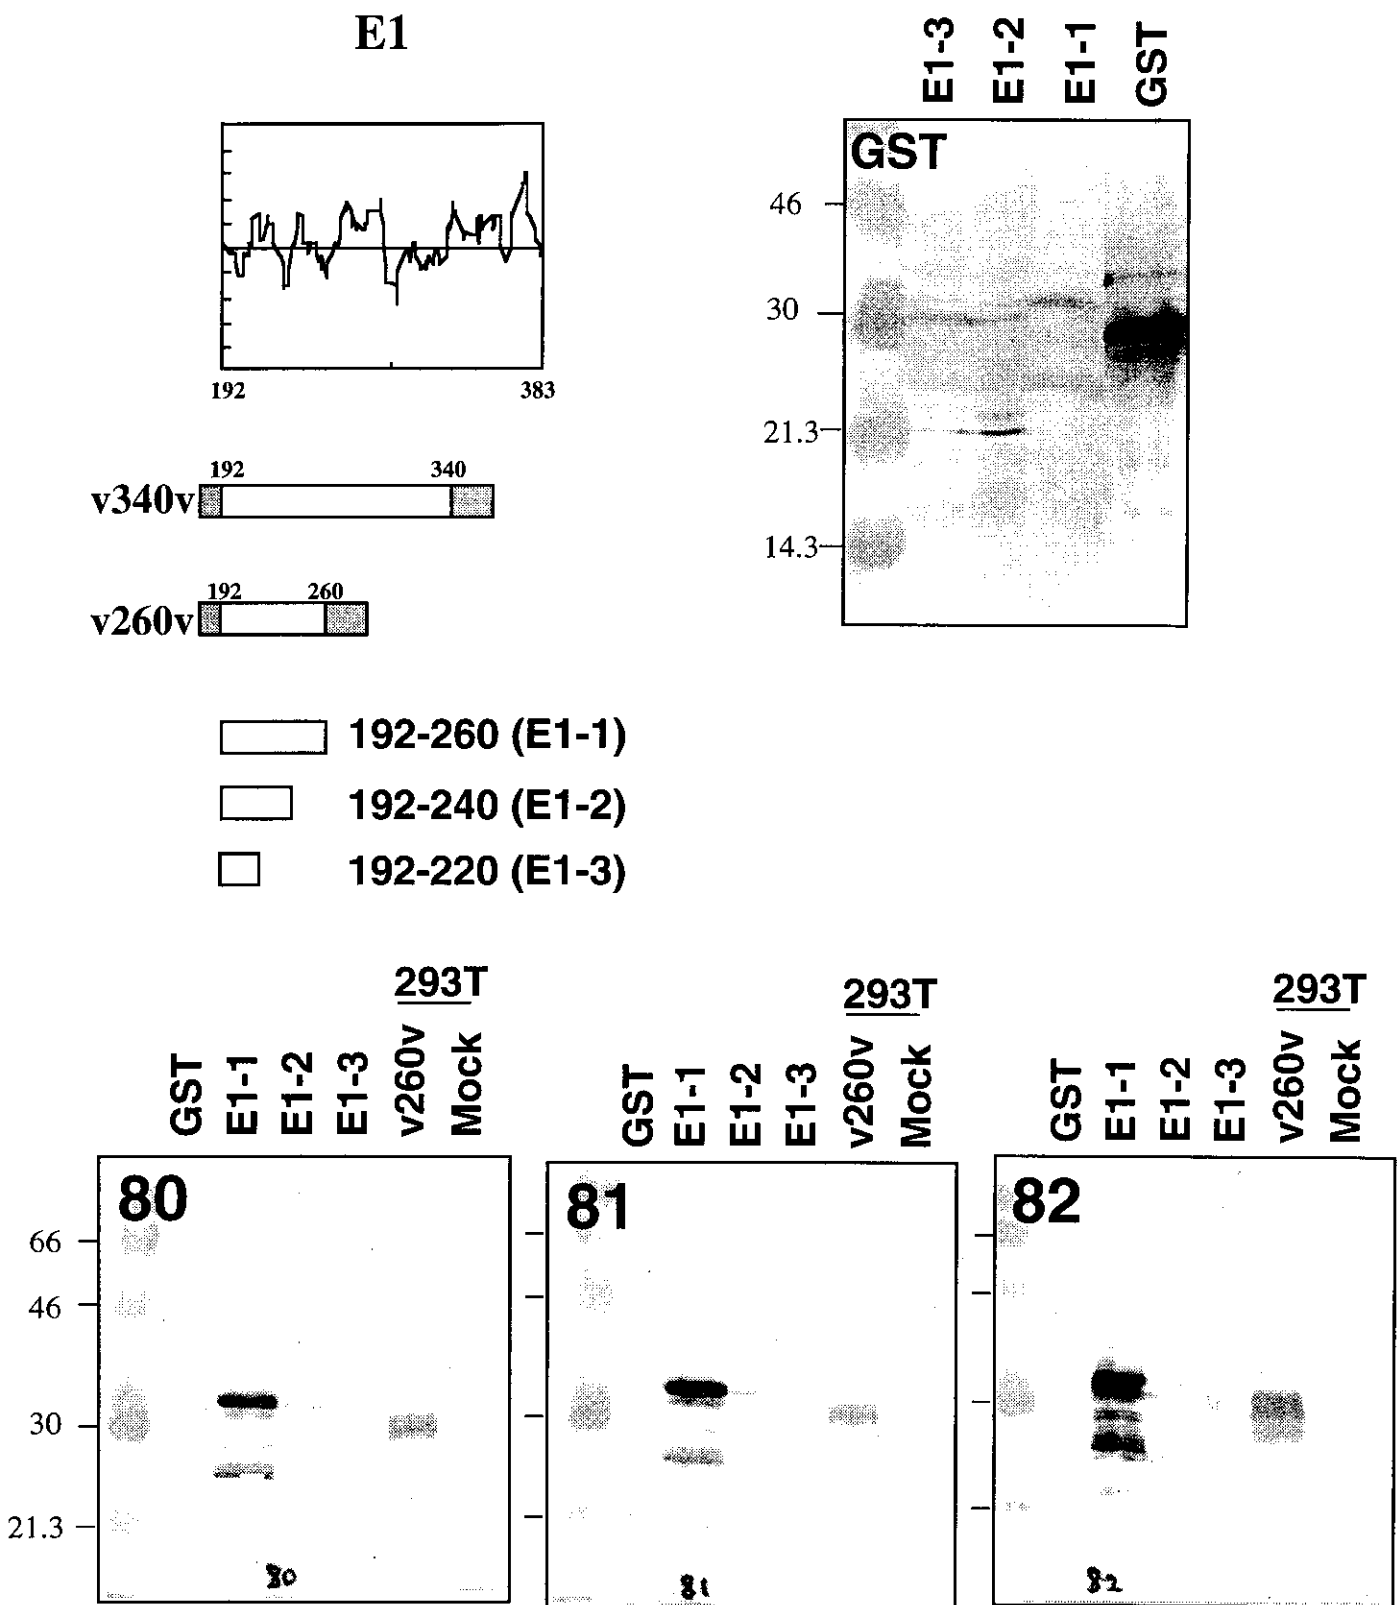 E1
192 383
v340v 192 340
v260v 192 260
192-260 (E1-1)
192-240 (E1-2)
192-220 (E1-3)
E1-3 E1-2 E1-1 GST
GST
46
30
21.3
14.3
293T
GST E1-1 E1-2 E1-3 v260v Mock
80
66
46
30
21.3
80
293T
GST E1-1 E1-2 E1-3 v260v Mock
81
81
293T
GST E1-1 E1-2 E1-3 v260v Mock
82
82